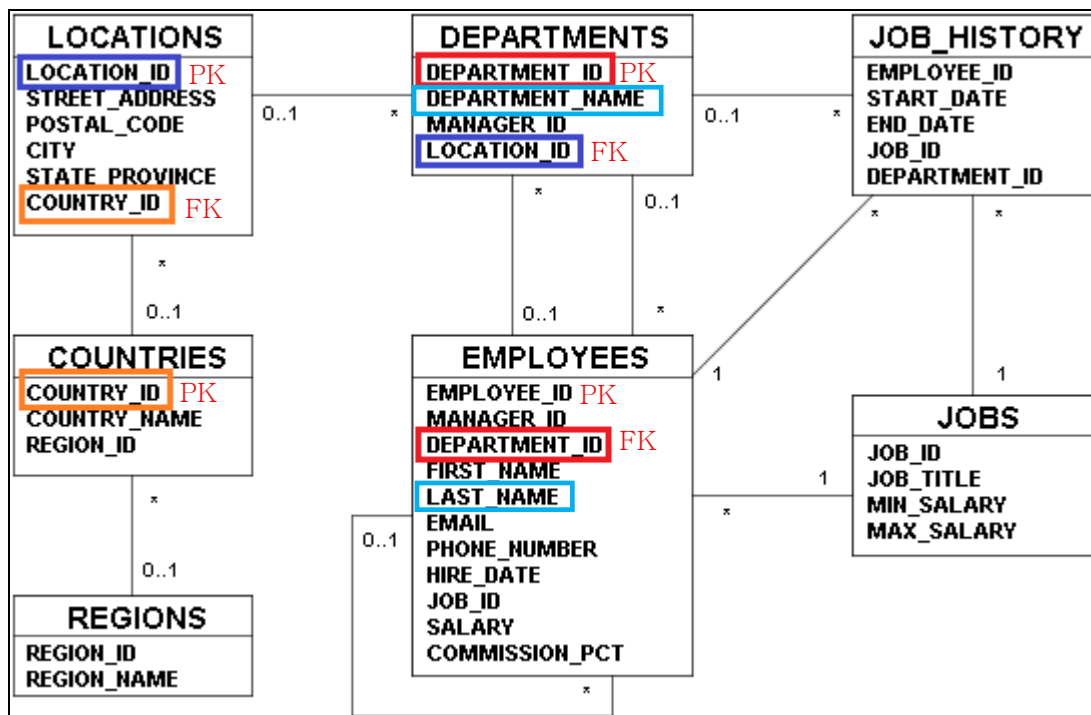 LOCATIONS
LOCATION_ID PK
STREET_ADDRESS
POSTAL_CODE
CITY
STATE_PROVINCE
COUNTRY_ID FK
0..1
*
DEPARTMENTS
DEPARTMENT_ID PK
DEPARTMENT_NAME
MANAGER_ID
LOCATION_ID FK
0..1
*
JOB_HISTORY
EMPLOYEE_ID
START_DATE
END_DATE
JOB_ID
DEPARTMENT_ID
*
0..1
*
0..1
0..1
*
*
1
*
1
COUNTRIES
COUNTRY_ID PK
COUNTRY_NAME
REGION_ID
*
0..1
EMPLOYEES
EMPLOYEE_ID PK
MANAGER_ID
DEPARTMENT_ID FK
FIRST_NAME
LAST_NAME
EMAIL
PHONE_NUMBER
HIRE_DATE
JOB_ID
SALARY
COMMISSION_PCT
0..1
*
1
*
JOBS
JOB_ID
JOB_TITLE
MIN_SALARY
MAX_SALARY
REGIONS
REGION_ID
REGION_NAME